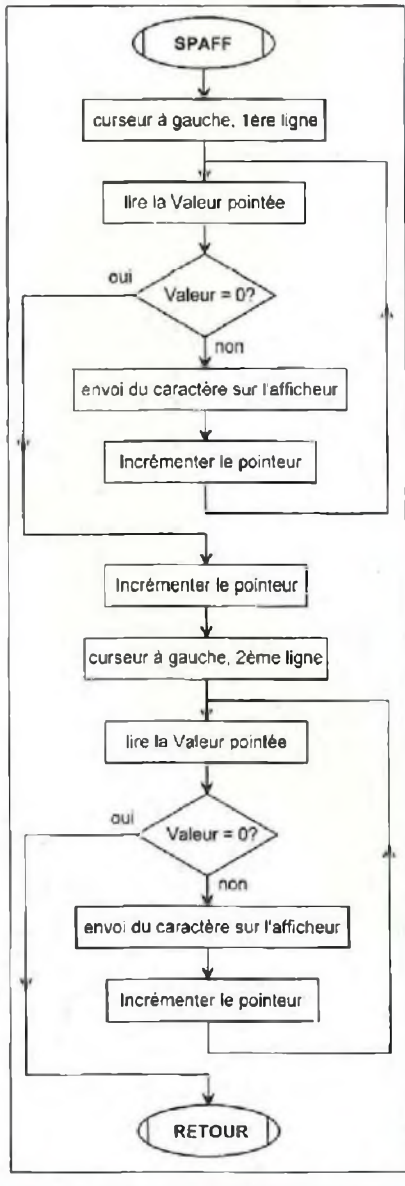 SPAFF
curseur à gauche, 1ère ligne
lire la Valeur pointée
oui
Valeur = 0?
non
envoi du caractère sur l'afficheur
Incrémenter le pointeur
Incrémenter le pointeur
curseur à gauche, 2ème ligne
lire la Valeur pointée
oui
Valeur = 0?
non
envoi du caractère sur l'afficheur
Incrémenter le pointeur
RETOUR